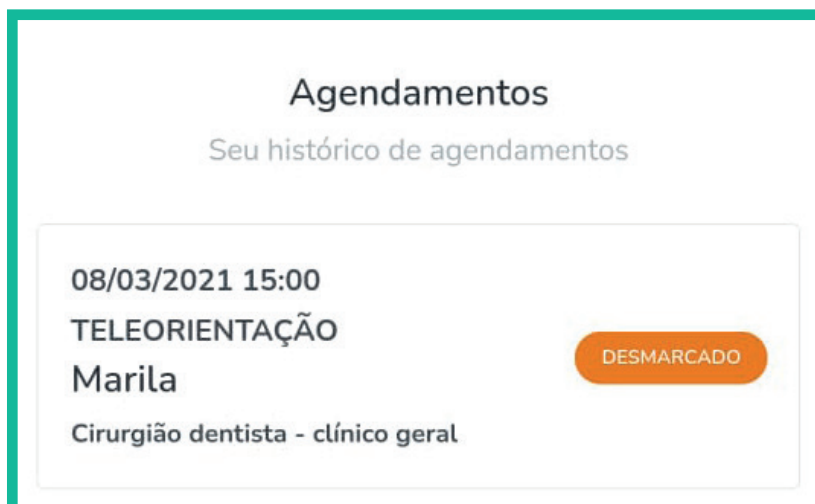 Agendamentos
Seu histórico de agendamentos
08/03/2021 15:00
TELEORIENTAÇÃO
Marila
Cirurgião dentista - clínico geral
DESMARCADO